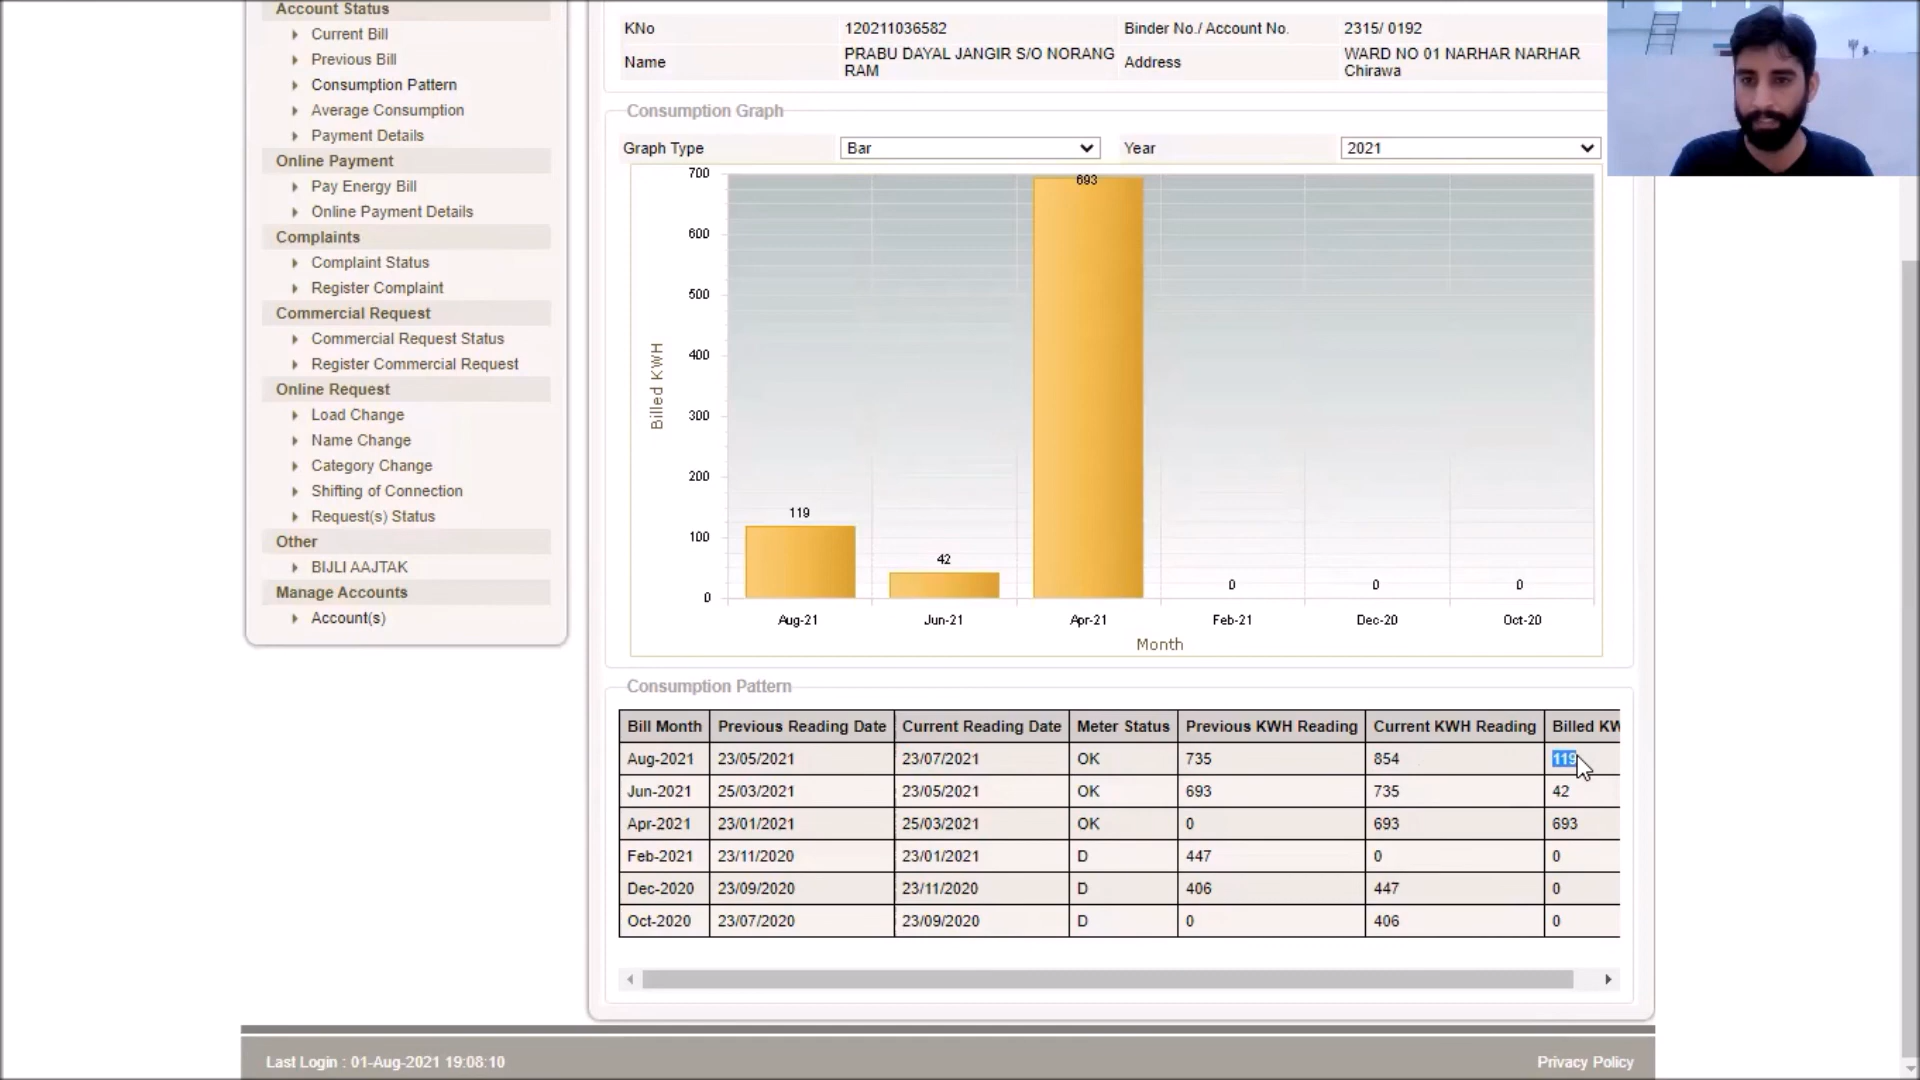 Account Status
Current Bill
Previous Bill
Consumption Pattern
Average Consumption
Payment Details
Online Payment
Pay Energy Bill
Online Payment Details
Complaints
Complaint Status
Register Complaint
Commercial Request
Commercial Request Status
Register Commercial Request
Online Request
Load Change
Name Change
Category Change
Shifting of Connection
Request(s) Status
Other
BIJLI AAJTAK
Manage Accounts
Account(s)
KNo 120211036582 Binder No./ Account No. 2315/ 0192
Name PRABU DAYAL JANGIR S/O NORANG RAM Address WARD NO 01 NARHAR NARHAR Chirawa
Consumption Graph
Graph Type Bar Year 2021
700
600
500
400
300
200
100
0
Billed KWH
693
119
42
0 0 0
Aug-21 Jun-21 Apr-21 Feb-21 Dec-20 Oct-20
Month
Consumption Pattern
Bill Month Previous Reading Date Current Reading Date Meter Status Previous KWH Reading Current KWH Reading Billed KW
Aug-2021 23/05/2021 23/07/2021 OK 735 854 119
Jun-2021 25/03/2021 23/05/2021 OK 693 735 42
Apr-2021 23/01/2021 25/03/2021 OK 0 693 693
Feb-2021 23/11/2020 23/01/2021 D 447 0 0
Dec-2020 23/09/2020 23/11/2020 D 406 447 0
Oct-2020 23/07/2020 23/09/2020 D 0 406 0
Last Login : 01-Aug-2021 19:08:10 Privacy Policy